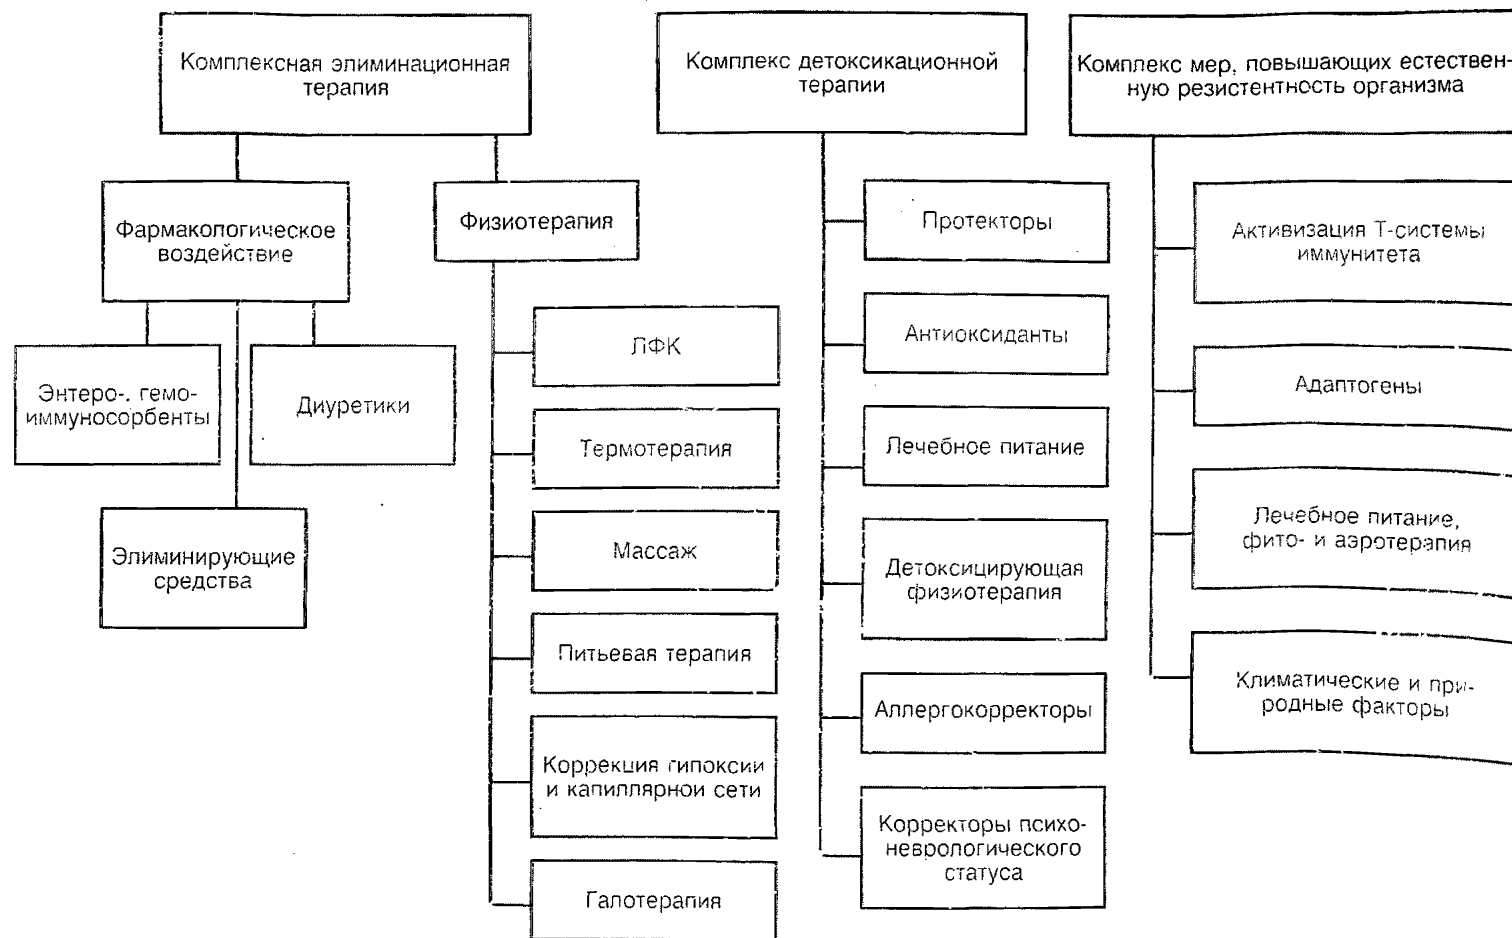 Комплексная элиминационная
терапия
Фармакологическое
воздействие
Энтеро-, гемо-
иммуносорбенты
Диуретики
Элиминирующие
средства
Физиотерапия
ЛФК
Термотерапия
Массаж
Питьевая терапия
Коррекция гипоксии
и капиллярной сети
Галотерапия
Комплекс детоксикационной
терапии
Протекторы
Антиоксиданты
Лечебное питание
Детоксицирующая
физиотерапия
Аллергокорректоры
Корректоры психо-
неврологического
статуса
Комплекс мер, повышающих естествен-
ную резистентность организма
Активизация Т-системы
иммунитета
Адаптогены
Лечебное питание,
фито- и аэротерапия
Климатические и при-
родные факторы